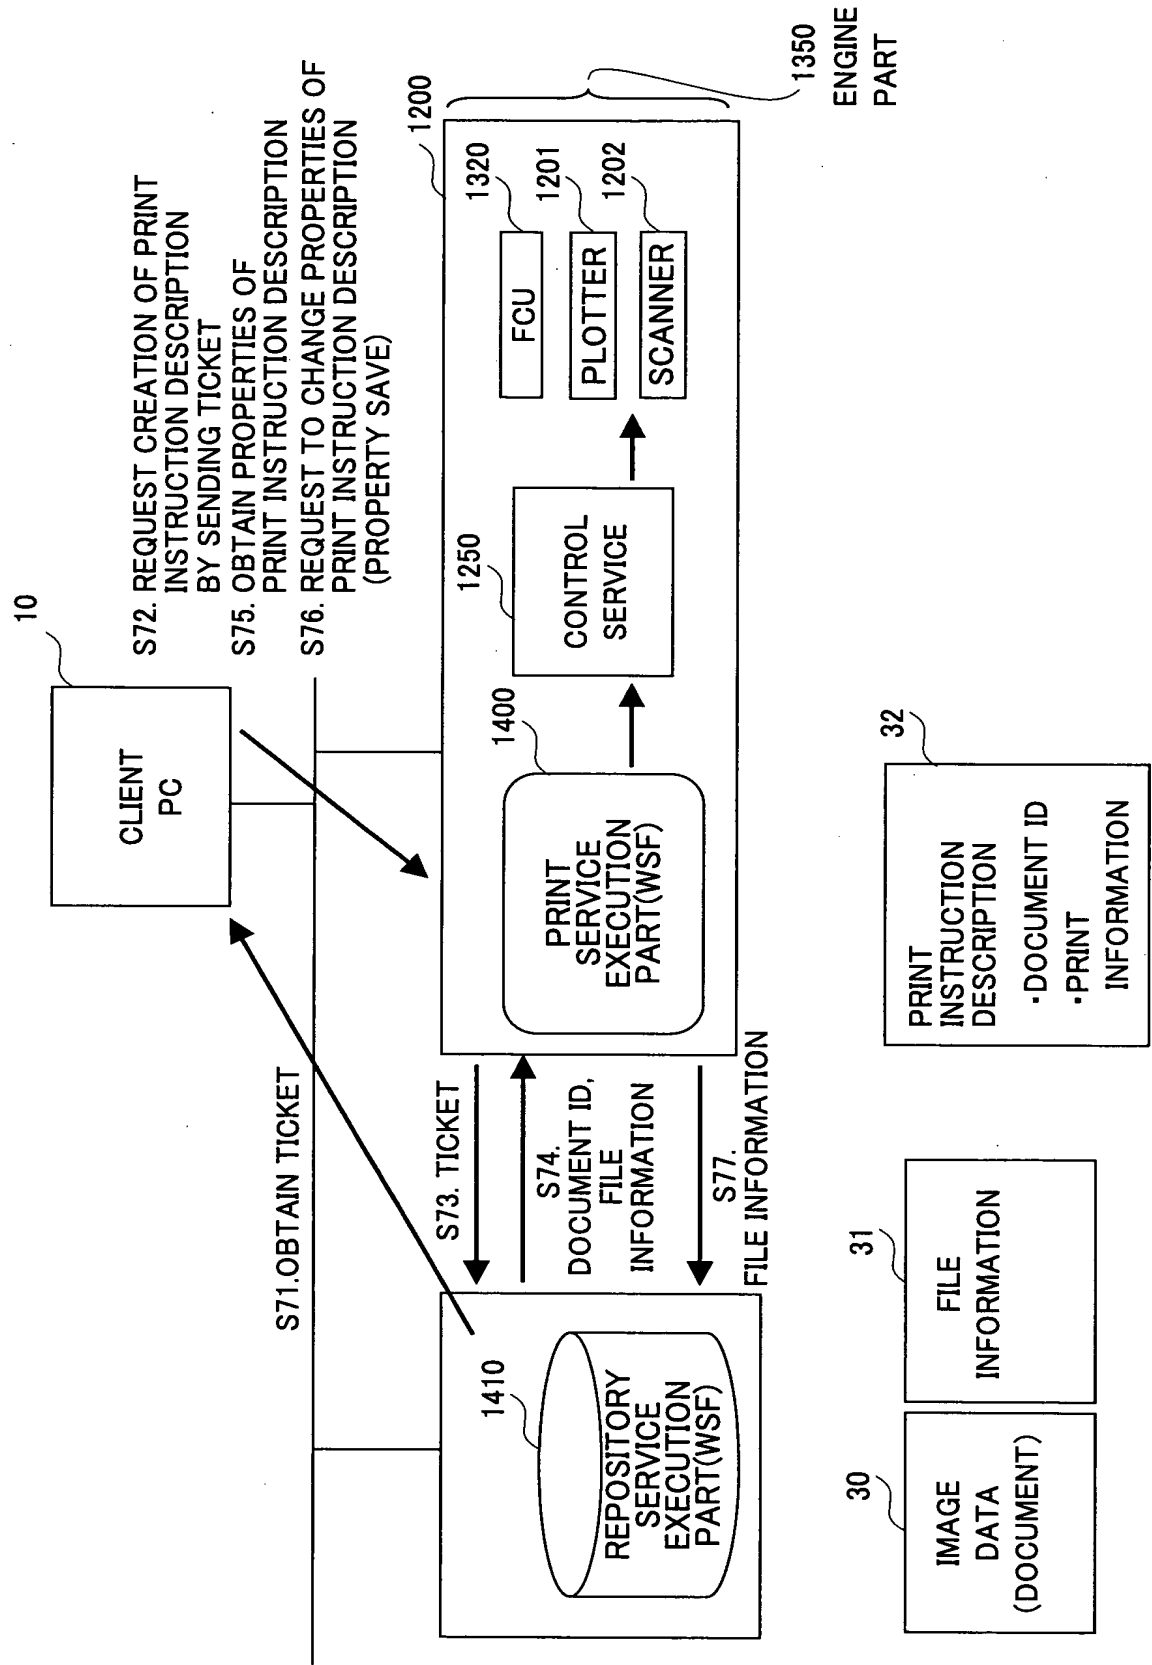 10
CLIENT
PC
S72. REQUEST CREATION OF PRINT
INSTRUCTION DESCRIPTION
BY SENDING TICKET
S75. OBTAIN PROPERTIES OF
PRINT INSTRUCTION DESCRIPTION
S76. REQUEST TO CHANGE PROPERTIES OF
PRINT INSTRUCTION DESCRIPTION
(PROPERTY SAVE)
S71.OBTAIN TICKET
1410
REPOSITORY
SERVICE
EXECUTION
PART(WSF)
S73. TICKET
S74.
DOCUMENT ID,
FILE
INFORMATION
S77.
FILE INFORMATION
1200
1400
PRINT
SERVICE
EXECUTION
PART(WSF)
1250
CONTROL
SERVICE
1320
FCU
1201
PLOTTER
1202
SCANNER
1350
ENGINE
PART
30
IMAGE
DATA
(DOCUMENT)
31
FILE
INFORMATION
32
PRINT
INSTRUCTION
DESCRIPTION
・DOCUMENT ID
・PRINT
INFORMATION